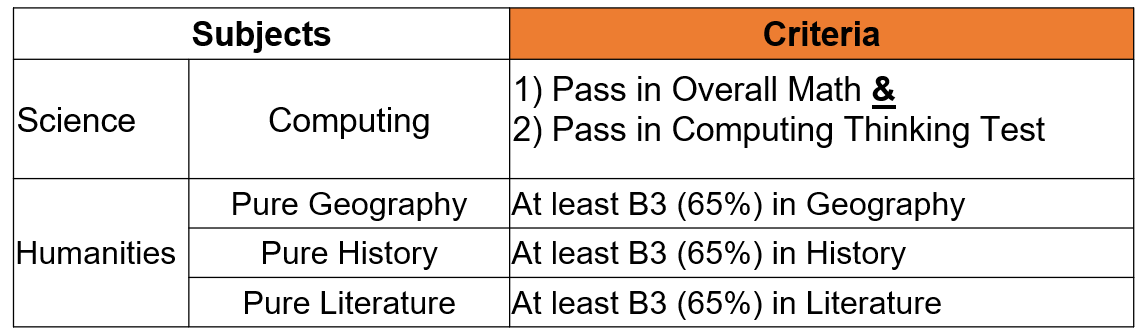 Subjects
Criteria
Science
Computing
1) Pass in Overall Math &
2) Pass in Computing Thinking Test
Humanities
Pure Geography
At least B3 (65%) in Geography
Pure History
At least B3 (65%) in History
Pure Literature
At least B3 (65%) in Literature